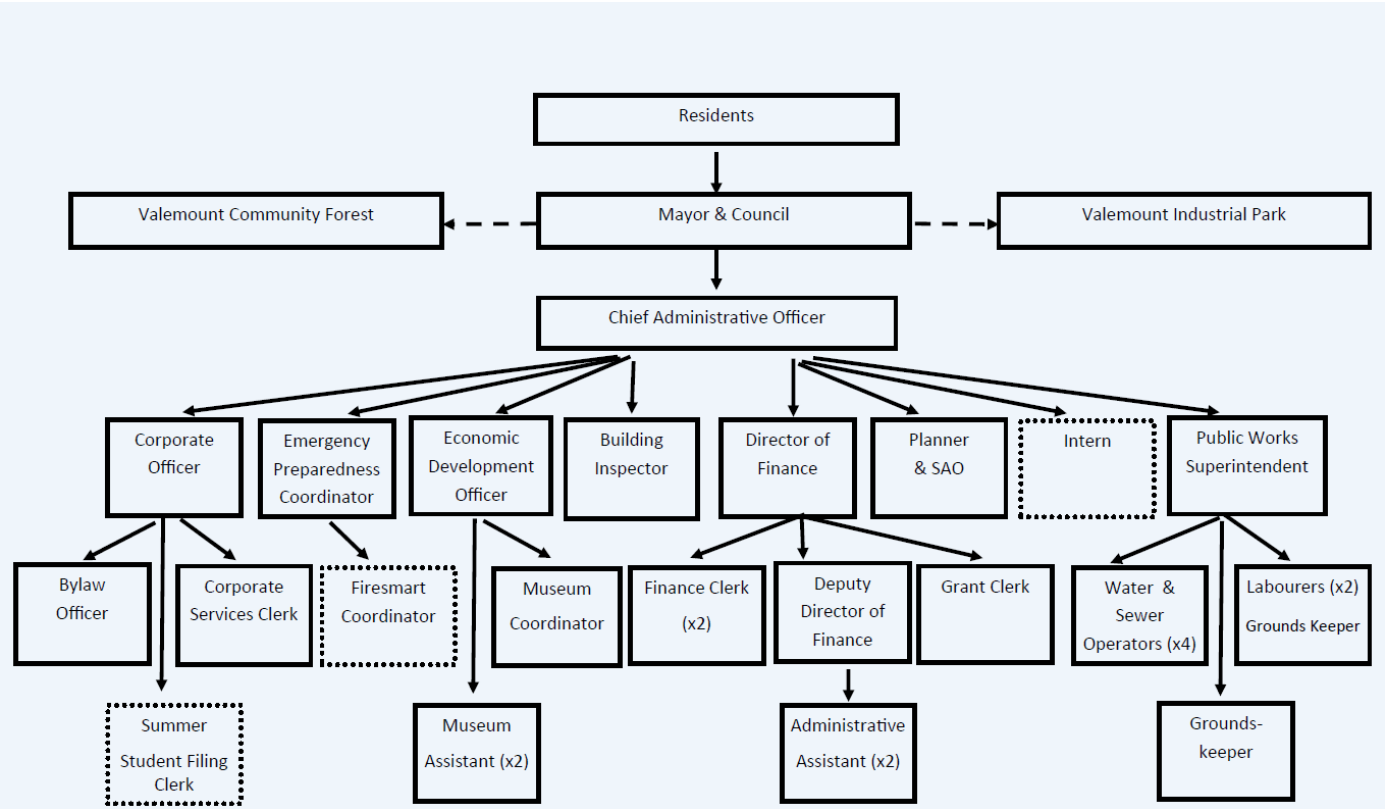 Residents
Valemount Community Forest
Mayor & Council
Valemount Industrial Park
Chief Administrative Officer
Corporate
Officer
Emergency
Preparedness
Coordinator
Economic
Development
Officer
Building
Inspector
Director of
Finance
Planner
& SAO
Intern
Public Works
Superintendent
Bylaw
Officer
Corporate
Services Clerk
Firesmart
Coordinator
Museum
Coordinator
Finance Clerk
(x2)
Deputy
Director of
Finance
Grant Clerk
Water &
Sewer
Operators (x4)
Labourers (x2)
Grounds Keeper
Summer
Student Filing
Clerk
Museum
Assistant (x2)
Administrative
Assistant (x2)
Grounds-
keeper